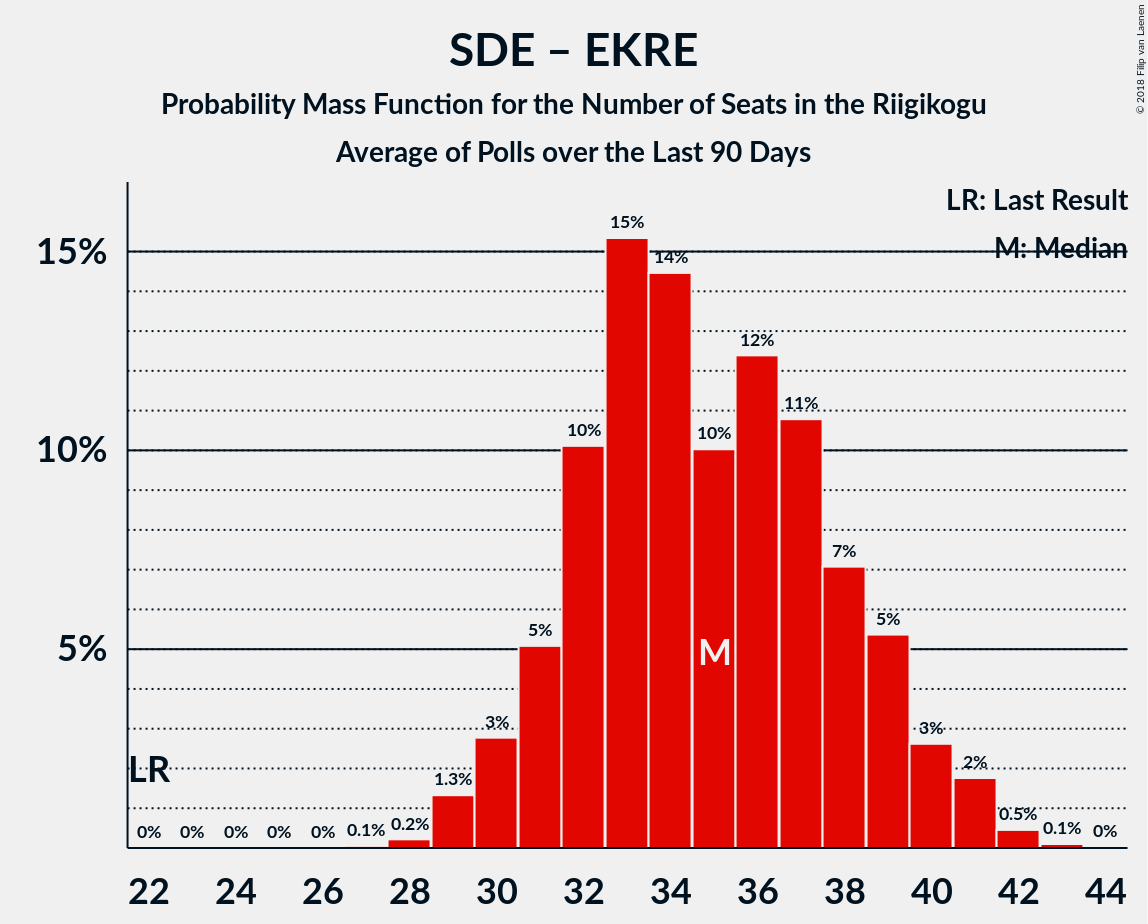 SDE – EKRE
Probability Mass Function for the Number of Seats in the Riigikogu
Average of Polls over the Last 90 Days
© 2018 Filip van Laenen
LR: Last Result
M: Median
15%
10%
5%
15%
14%
12%
11%
10%
10%
7%
5%
5%
3%
3%
2%
1.3%
0.5%
0% 0% 0% 0% 0% 0.1% 0.2%
0.1% 0%
M
LR
22 24 26 28 30 32 34 36 38 40 42 44